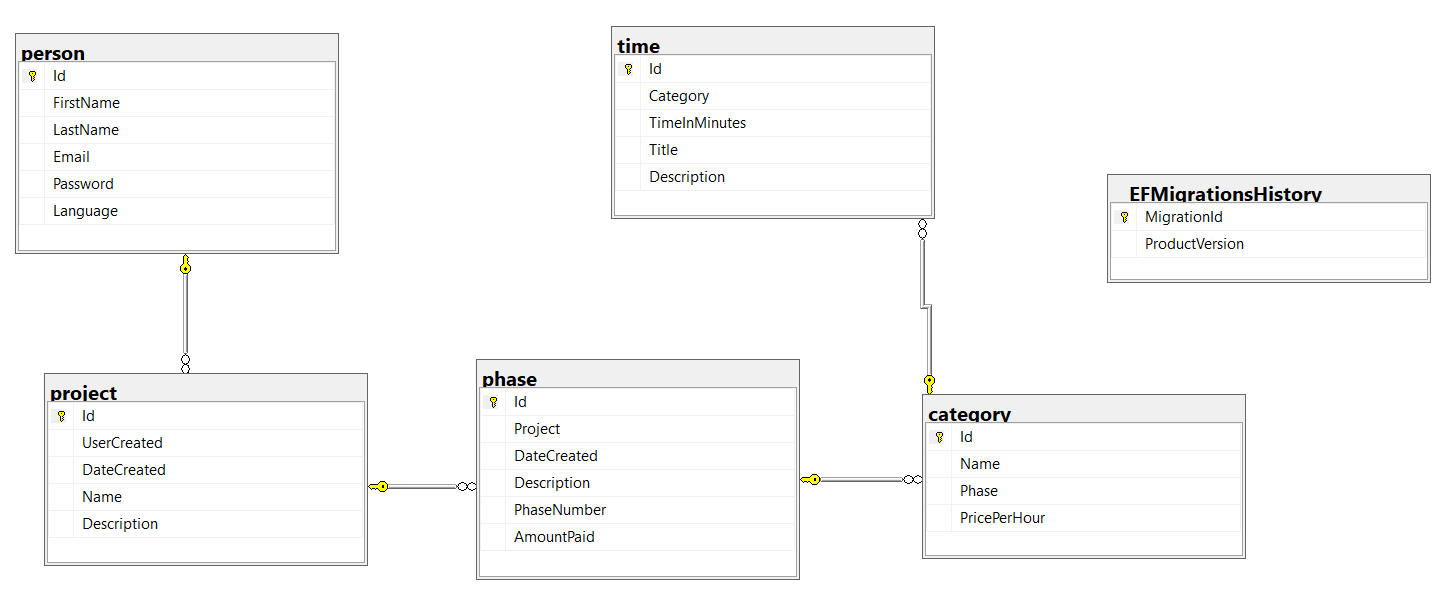 person
Id
FirstName
LastName
Email
Password
Language
time
Id
Category
TimeInMinutes
Title
Description
EFMigrationsHistory
MigrationId
ProductVersion
project
Id
UserCreated
DateCreated
Name
Description
phase
Id
Project
DateCreated
Description
PhaseNumber
AmountPaid
category
Id
Name
Phase
PricePerHour